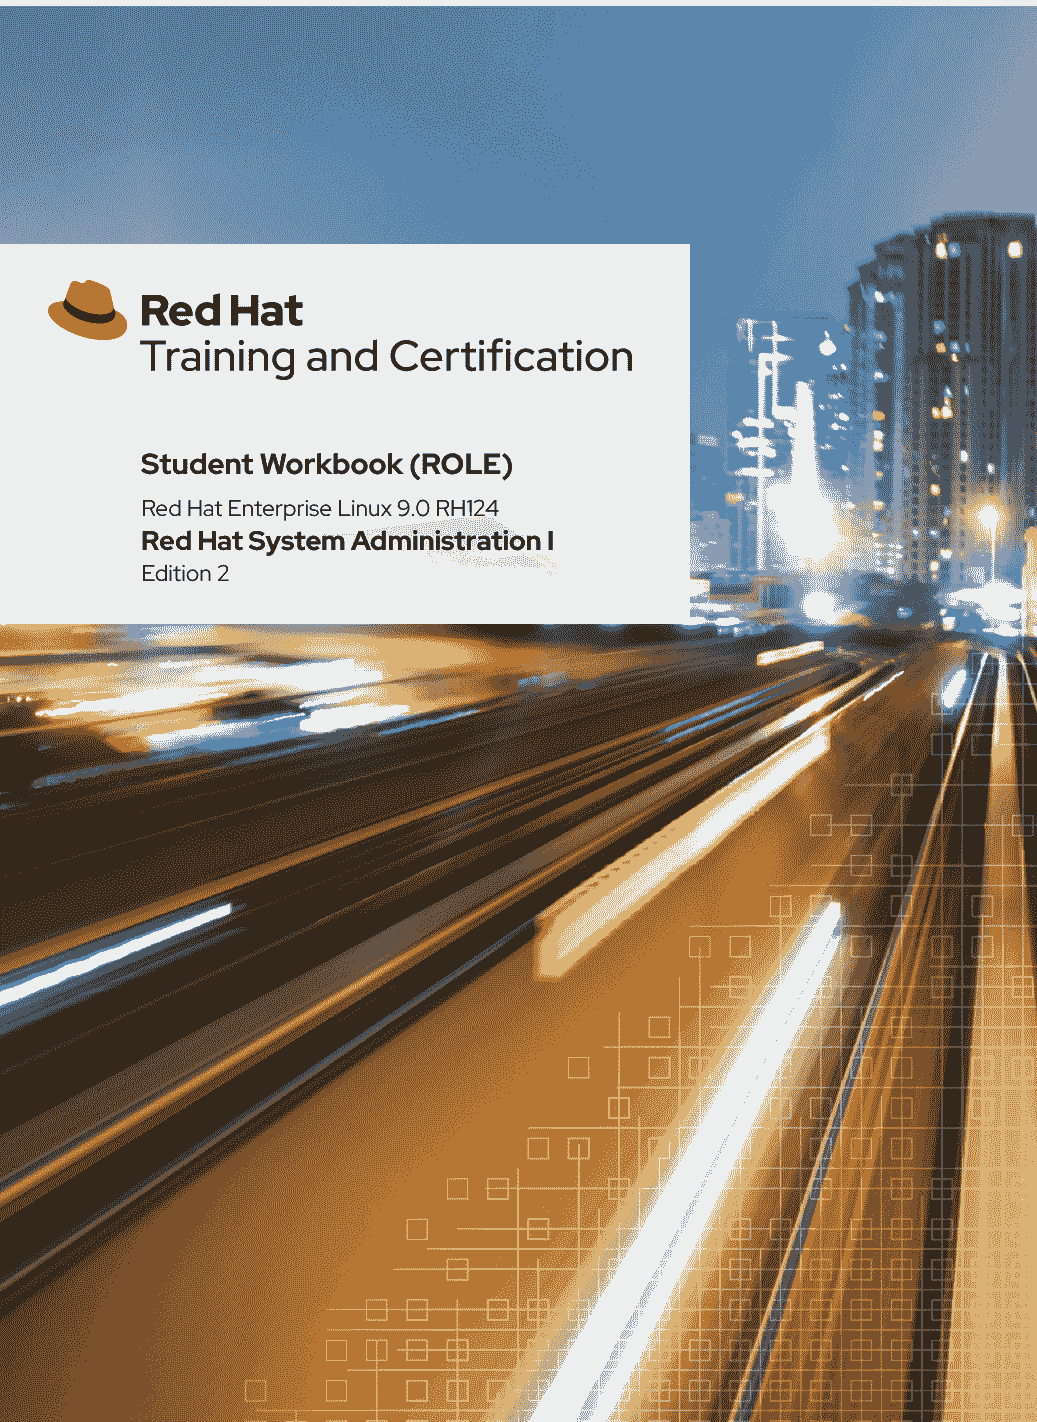 Red Hat
Training and Certification
Student Workbook (ROLE)
Red Hat Enterprise Linux 9.0 RH124
Red Hat System Administration I
Edition 2